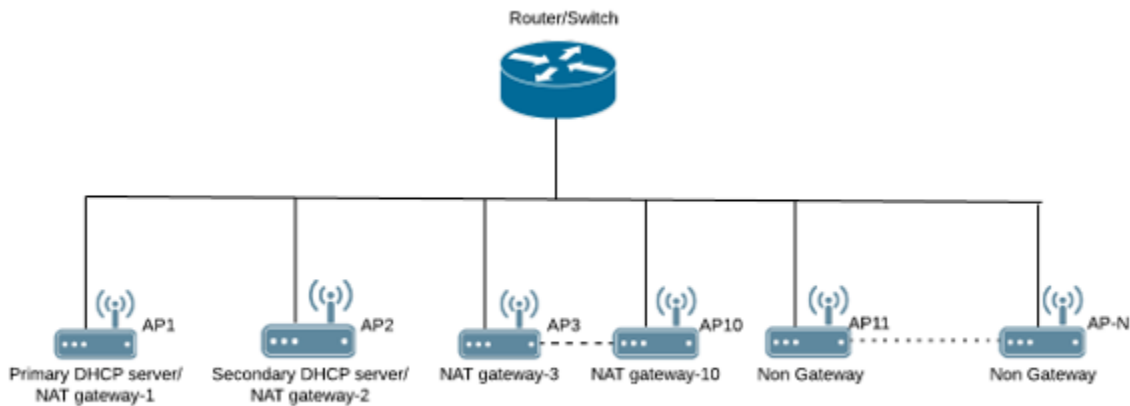 Router/Switch
AP1
AP2
AP3
AP10
AP11
AP-N
Primary DHCP server/
NAT gateway-1
Secondary DHCP server/
NAT gateway-2
NAT gateway-3
NAT gateway-10
Non Gateway
Non Gateway